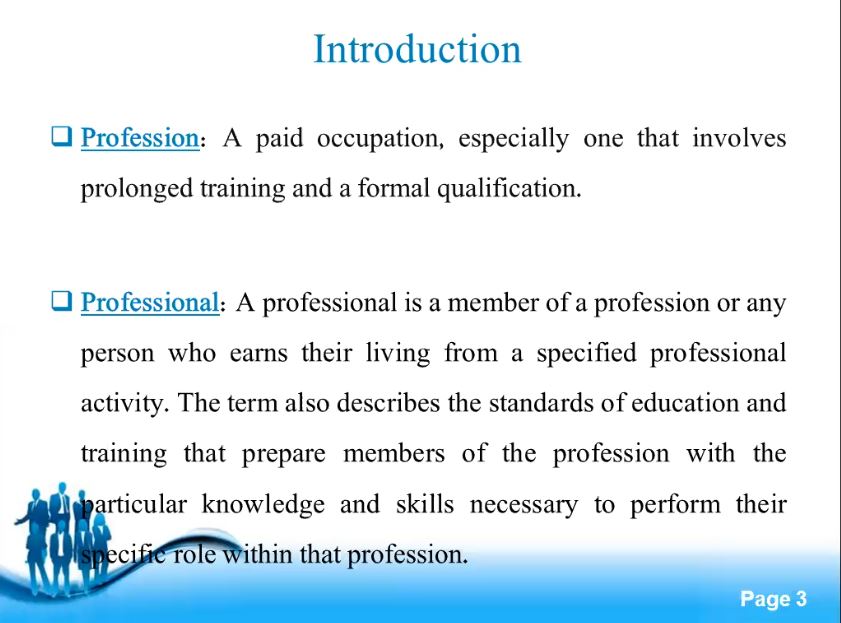 Introduction
❑ Profession: A paid occupation, especially one that involves
prolonged training and a formal qualification.
❑ Professional: A professional is a member of a profession or any
person who earns their living from a specified professional
activity. The term also describes the standards of education and
training that prepare members of the profession with the
particular knowledge and skills necessary to perform their
specific role within that profession.
Page 3